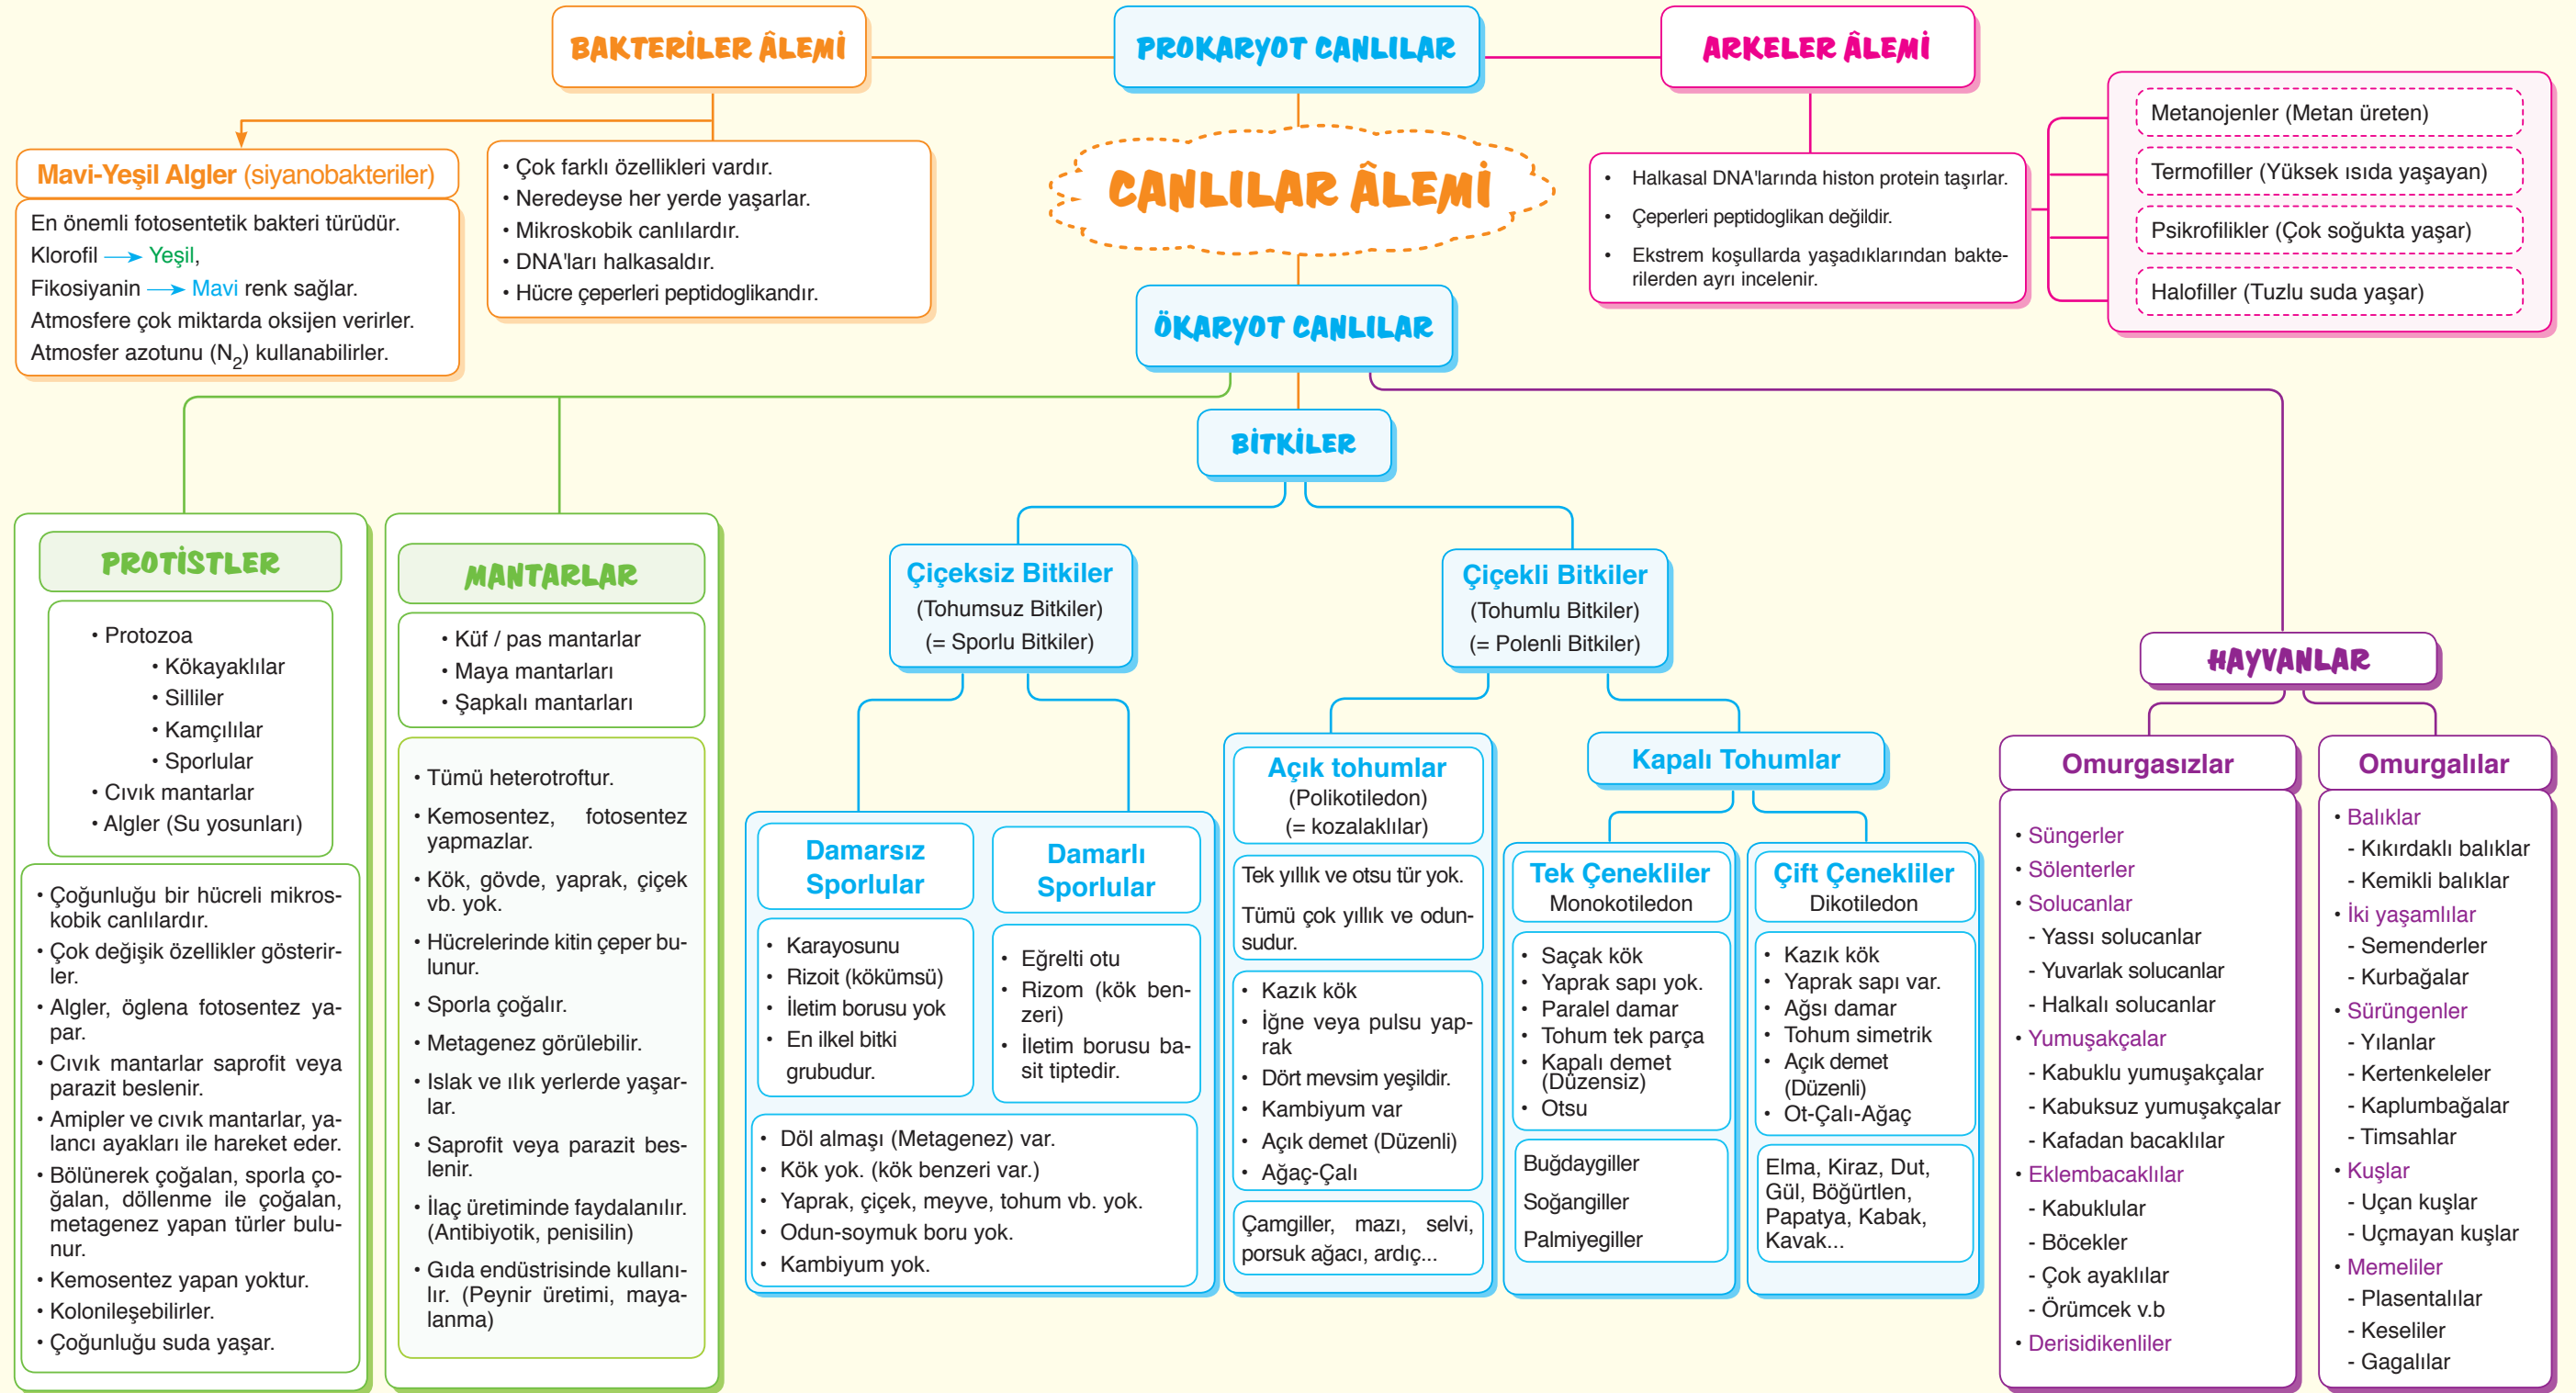 BAKTERİLER ÂLEMİ
PROKARYOT CANLILAR
ARKELER ÂLEMİ
CANLILAR ÂLEMİ
Mavi-Yeşil Algler (siyanobakteriler)
En önemli fotosentetik bakteri türüdür.
Klorofil → Yeşil,
Fikosiyanin → Mavi renk sağlar.
Atmosfere çok miktarda oksijen verirler.
Atmosfer azotunu (N₂) kullanabilirler.
• Çok farklı özellikleri vardır.
• Neredeyse her yerde yaşarlar.
• Mikroskobik canlılardır.
• DNA'ları halkasaldır.
• Hücre çeperleri peptidoglikandır.
• Halkasal DNA'larında histon protein taşırlar.
• Çeperleri peptidoglikan değildir.
• Ekstrem koşullarda yaşadıklarından bakte-
rilerden ayrı incelenir.
Metanojenler (Metan üreten)
Termofiller (Yüksek ısıda yaşayan)
Psikrofilikler (Çok soğukta yaşar)
Halofiller (Tuzlu suda yaşar)
ÖKARYOT CANLILAR
BİTKİLER
PROTİSTLER
• Protozoa
• Kökayaklılar
• Silliler
• Kamçılılar
• Sporlular
• Cıvık mantarlar
• Algler (Su yosunları)
• Çoğunluğu bir hücreli mikros-
kobik canlılardır.
• Çok değişik özellikler gösterir-
ler.
• Algler, öglena fotosentez ya-
par.
• Cıvık mantarlar saprofit veya
parazit beslenir.
• Amipler ve cıvık mantarlar, ya-
lancı ayakları ile hareket eder.
• Bölünerek çoğalan, sporla ço-
ğalan, döllenme ile çoğalan,
metagenez yapan türler bulu-
nur.
• Kemosentez yapan yoktur.
• Kolonileşebilirler.
• Çoğunluğu suda yaşar.
MANTARLAR
• Küf / pas mantarlar
• Maya mantarları
• Şapkalı mantarları
• Tümü heterotroftur.
• Kemosentez, fotosentez
yapmazlar.
• Kök, gövde, yaprak, çiçek
vb. yok.
• Hücrelerinde kitin çeper bu-
lunur.
• Sporla çoğalır.
• Metagenez görülebilir.
• Islak ve ılık yerlerde yaşar-
lar.
• Saprofit veya parazit bes-
lenir.
• İlaç üretiminde faydalanılır.
(Antibiyotik, penisilin)
• Gıda endüstrisinde kullanı-
lır. (Peynir üretimi, maya-
lanma)
Çiçeksiz Bitkiler
(Tohumsuz Bitkiler)
(= Sporlu Bitkiler)
Damarsız
Sporlular
• Karayosunu
• Rizoit (kökümsü)
• İletim borusu yok
• En ilkel bitki
grubudur.
Damarlı
Sporlular
• Eğrelti otu
• Rizom (kök ben-
zeri)
• İletim borusu ba-
sit tiptedir.
• Döl almaşı (Metagenez) var.
• Kök yok. (kök benzeri var.)
• Yaprak, çiçek, meyve, tohum vb. yok.
• Odun-soymuk boru yok.
• Kambiyum yok.
Çiçekli Bitkiler
(Tohumlu Bitkiler)
(= Polenli Bitkiler)
Açık tohumlar
(Polikotiledon)
(= kozalaklılar)
Tek yıllık ve otsu tür yok.
Tümü çok yıllık ve odun-
sudur.
• Kazık kök
• İğne veya pulsu yap-
rak
• Dört mevsim yeşildir.
• Kambiyum var
• Açık demet (Düzenli)
• Ağaç-Çalı
Çamgiller, mazı, selvi,
porsuk ağacı, ardıç...
Kapalı Tohumlar
Tek Çenekliler
Monokotiledon
• Saçak kök
• Yaprak sapı yok.
• Paralel damar
• Tohum tek parça
• Kapalı demet
(Düzensiz)
• Otsu
Buğdaygiller
Soğangiller
Palmiyegiller
Çift Çenekliler
Dikotiledon
• Kazık kök
• Yaprak sapı var.
• Ağsı damar
• Tohum simetrik
• Açık demet
(Düzenli)
• Ot-Çalı-Ağaç
Elma, Kiraz, Dut,
Gül, Böğürtlen,
Papatya, Kabak,
Kavak...
HAYVANLAR
Omurgasızlar
• Süngerler
• Sölenterler
• Solucanlar
- Yassı solucanlar
- Yuvarlak solucanlar
- Halkalı solucanlar
• Yumuşakçalar
- Kabuklu yumuşakçalar
- Kabuksuz yumuşakçalar
- Kafadan bacaklılar
• Eklembacaklılar
- Kabuklular
- Böcekler
- Çok ayaklılar
- Örümcek v.b
• Derisidikenliler
Omurgalılar
• Balıklar
- Kıkırdaklı balıklar
- Kemikli balıklar
• İki yaşamlılar
- Semenderler
- Kurbağalar
• Sürüngenler
- Yılanlar
- Kertenkeleler
- Kaplumbağalar
- Timsahlar
• Kuşlar
- Uçan kuşlar
- Uçmayan kuşlar
• Memeliler
- Plasentalılar
- Keseliler
- Gagalılar